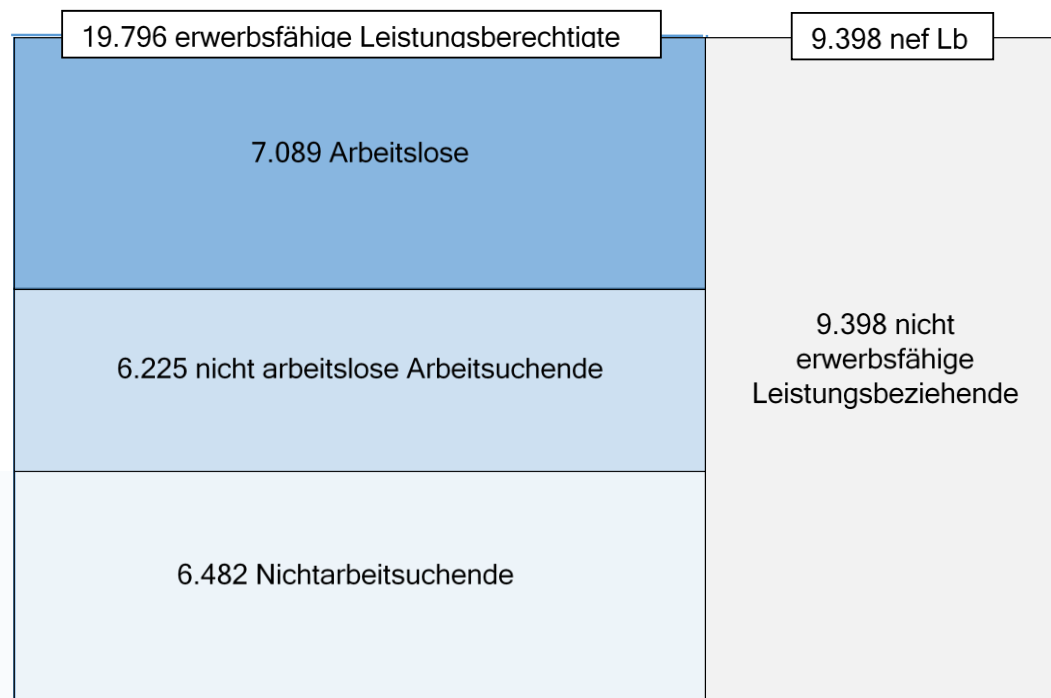 19.796 erwerbsfähige Leistungsberechtigte
9.398 nef Lb
7.089 Arbeitslose
6.225 nicht arbeitslose Arbeitsuchende
6.482 Nichtarbeitsuchende
9.398 nicht
erwerbsfähige
Leistungsbeziehende